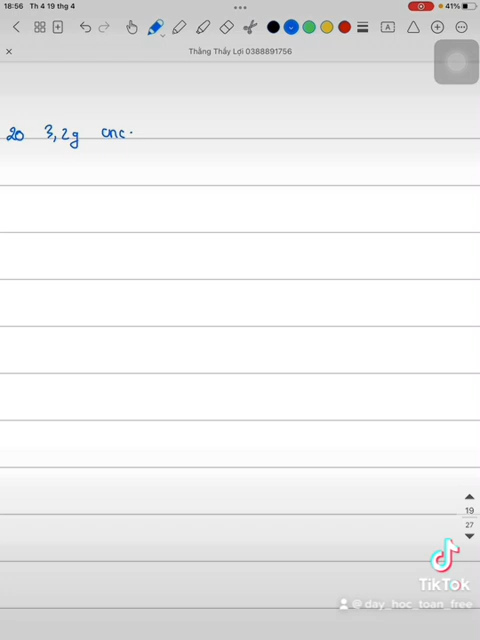 18:56 Th 4 19 thg 4
41%
Thằng Thầy Lợi 0388891756
20 3,2g cnc.
19
27
TikTok
@day_hoc_toan_free